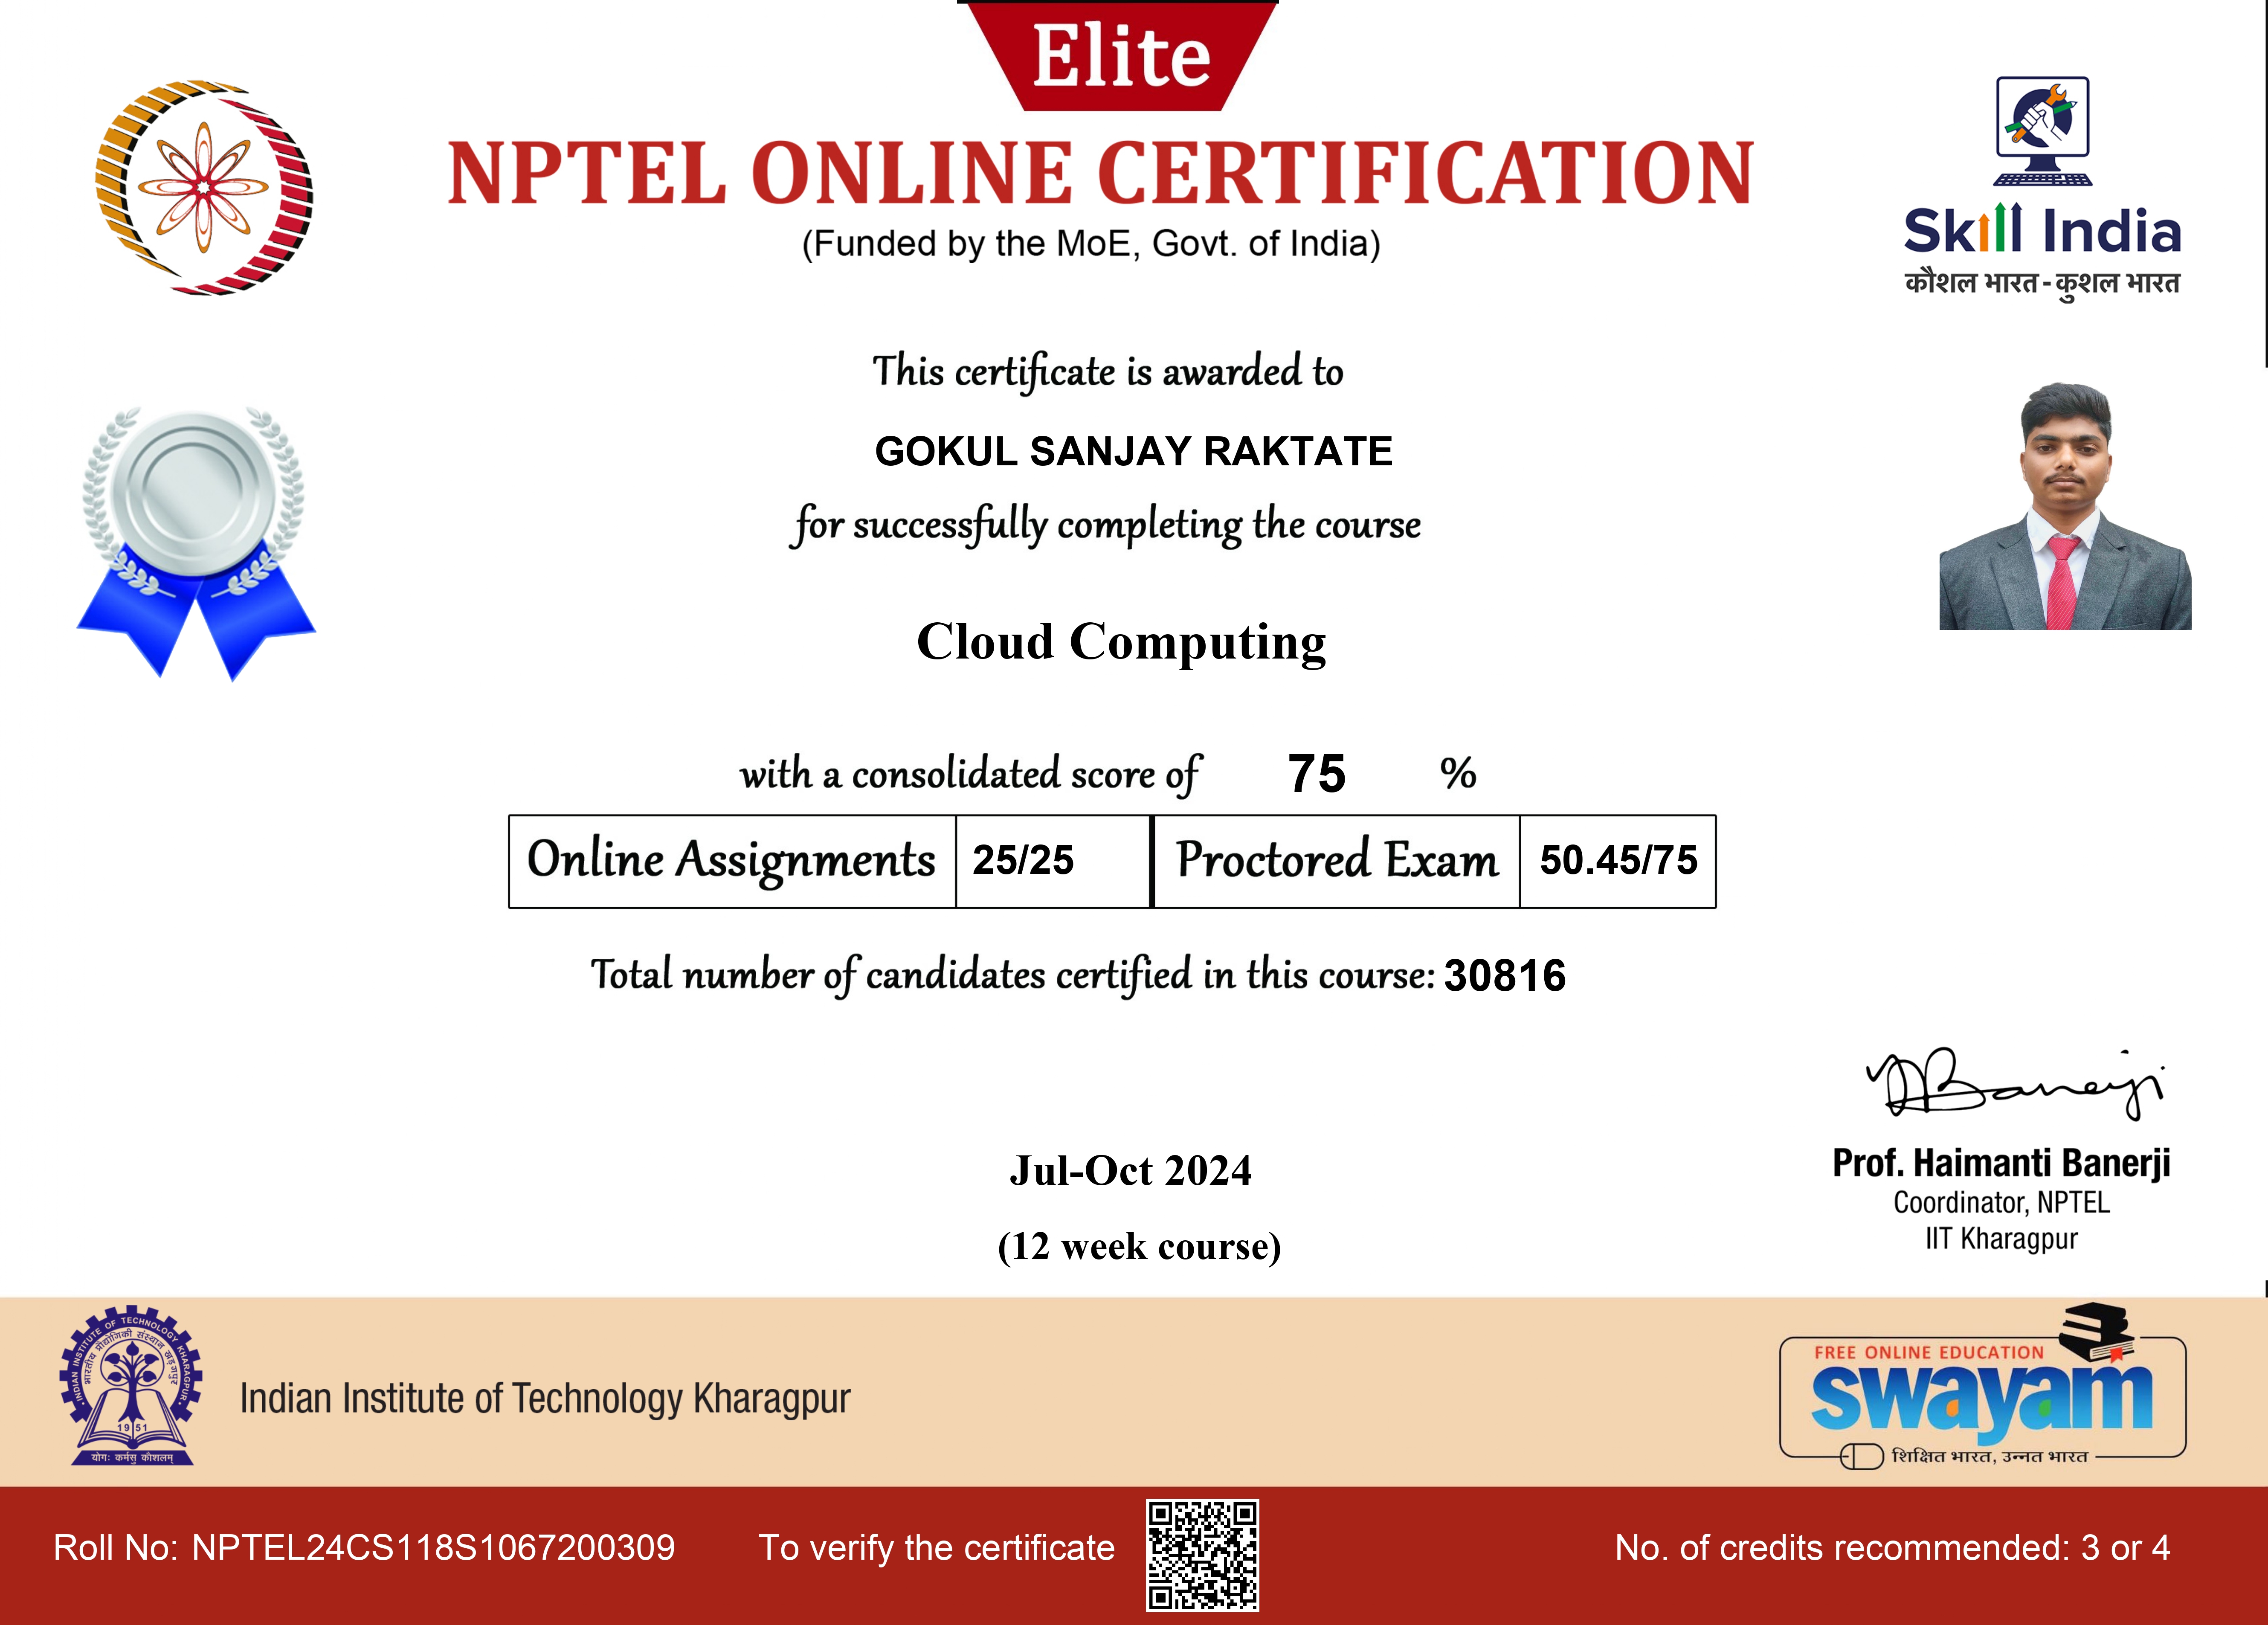 Elite
NPTEL ONLINE CERTIFICATION
(Funded by the MoE, Govt. of India)
Skill India
कौशल भारत - कुशल भारत
This certificate is awarded to
GOKUL SANJAY RAKTATE
for successfully completing the course
Cloud Computing
with a consolidated score of 75 %
Online Assignments 25/25 Proctored Exam 50.45/75
Total number of candidates certified in this course: 30816
Banerji
Prof. Haimanti Banerji
Coordinator, NPTEL
IIT Kharagpur
Jul-Oct 2024
(12 week course)
INDIAN INSTITUTE OF TECHNOLOGY KHARAGPUR
भारतीय प्रौद्योगिकी संस्थान खड़गपुर
1951
योगः कर्मसु कौशलम्
Indian Institute of Technology Kharagpur
FREE ONLINE EDUCATION
swayam
शिक्षित भारत, उन्नत भारत
Roll No: NPTEL24CS118S1067200309 To verify the certificate No. of credits recommended: 3 or 4